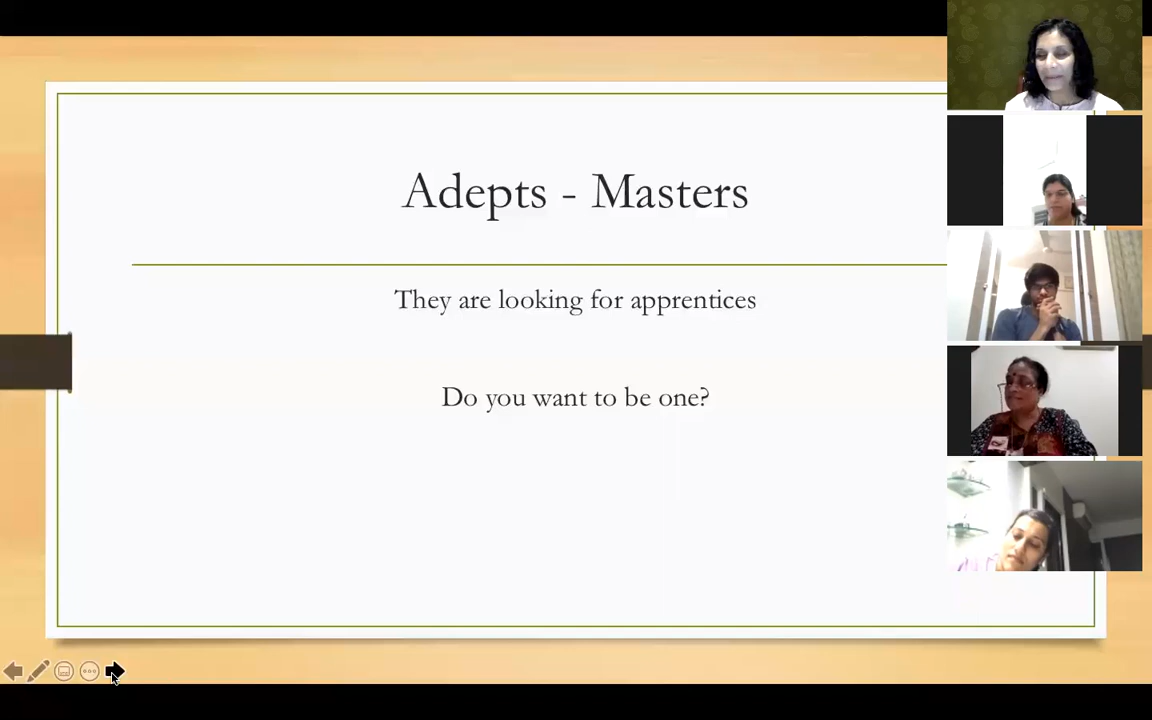 Adepts - Masters
They are looking for apprentices
Do you want to be one?